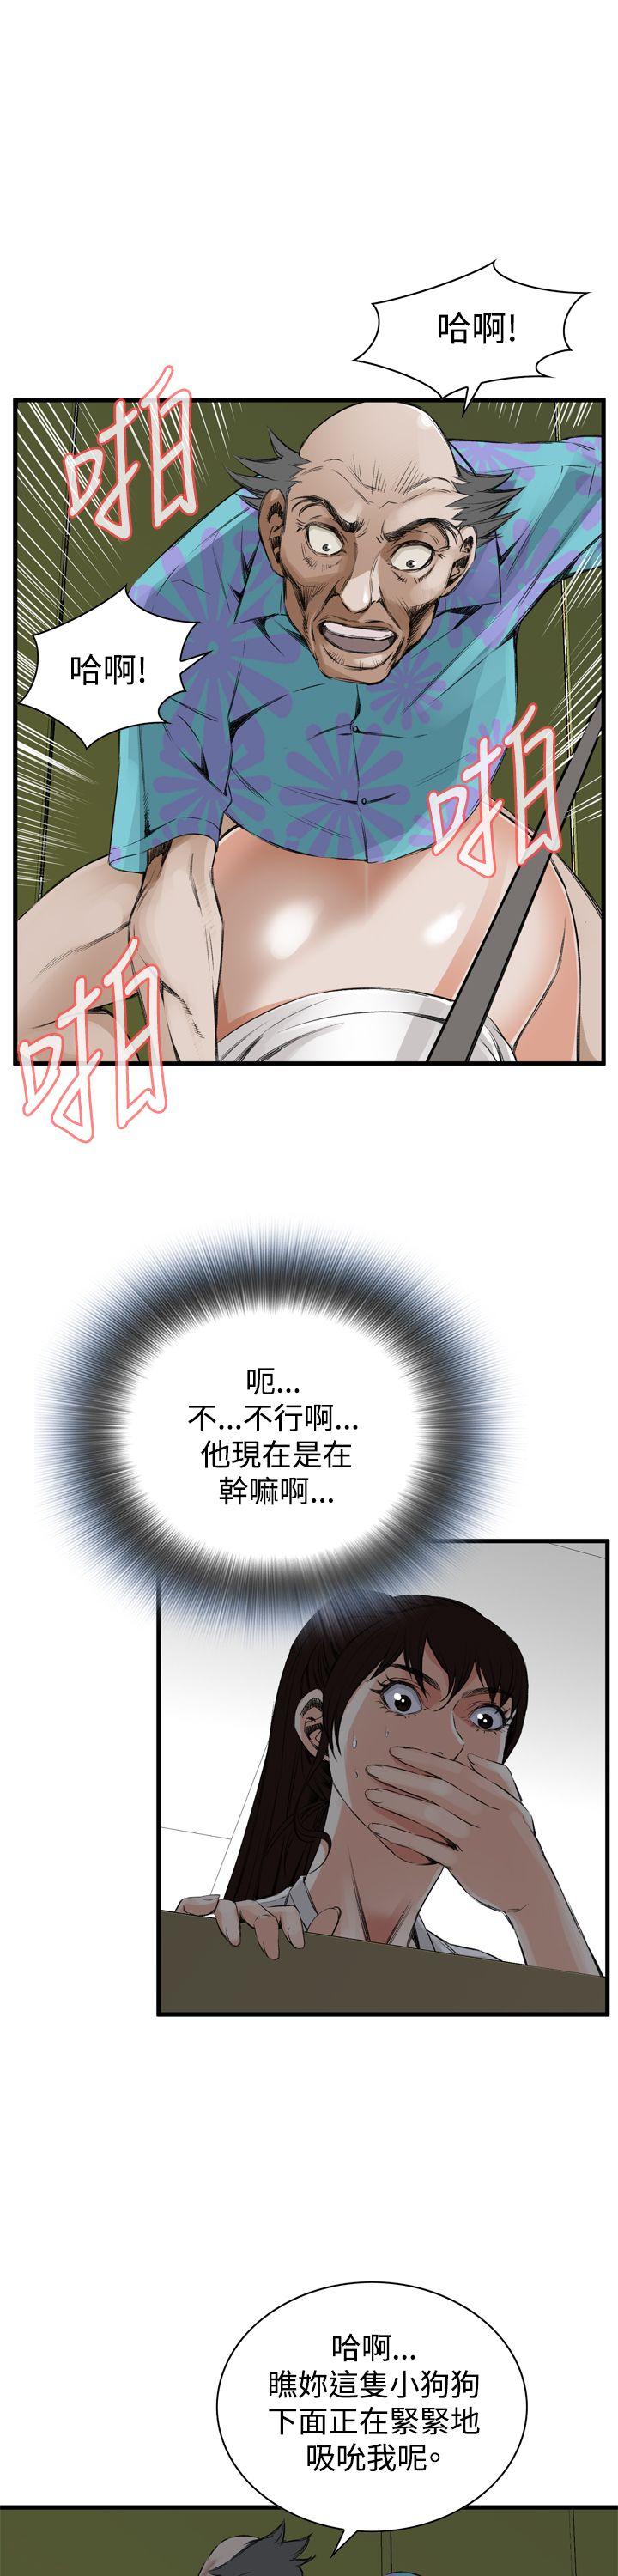 哈啊!
啪
哈啊!
啪
啪
呃...
不...不行啊...
他現在是在
幹嘛啊...
哈啊...
瞧妳這隻小狗狗
下面正在緊緊地
吸吮我呢。